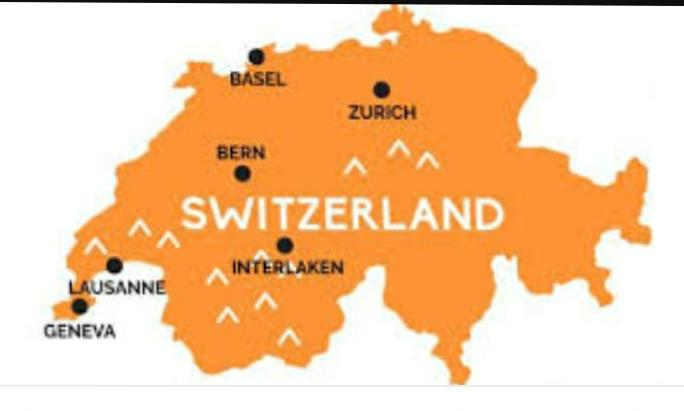 BASEL
ZURICH
BERN
SWITZERLAND
INTERLAKEN
LAUSANNE
GENEVA